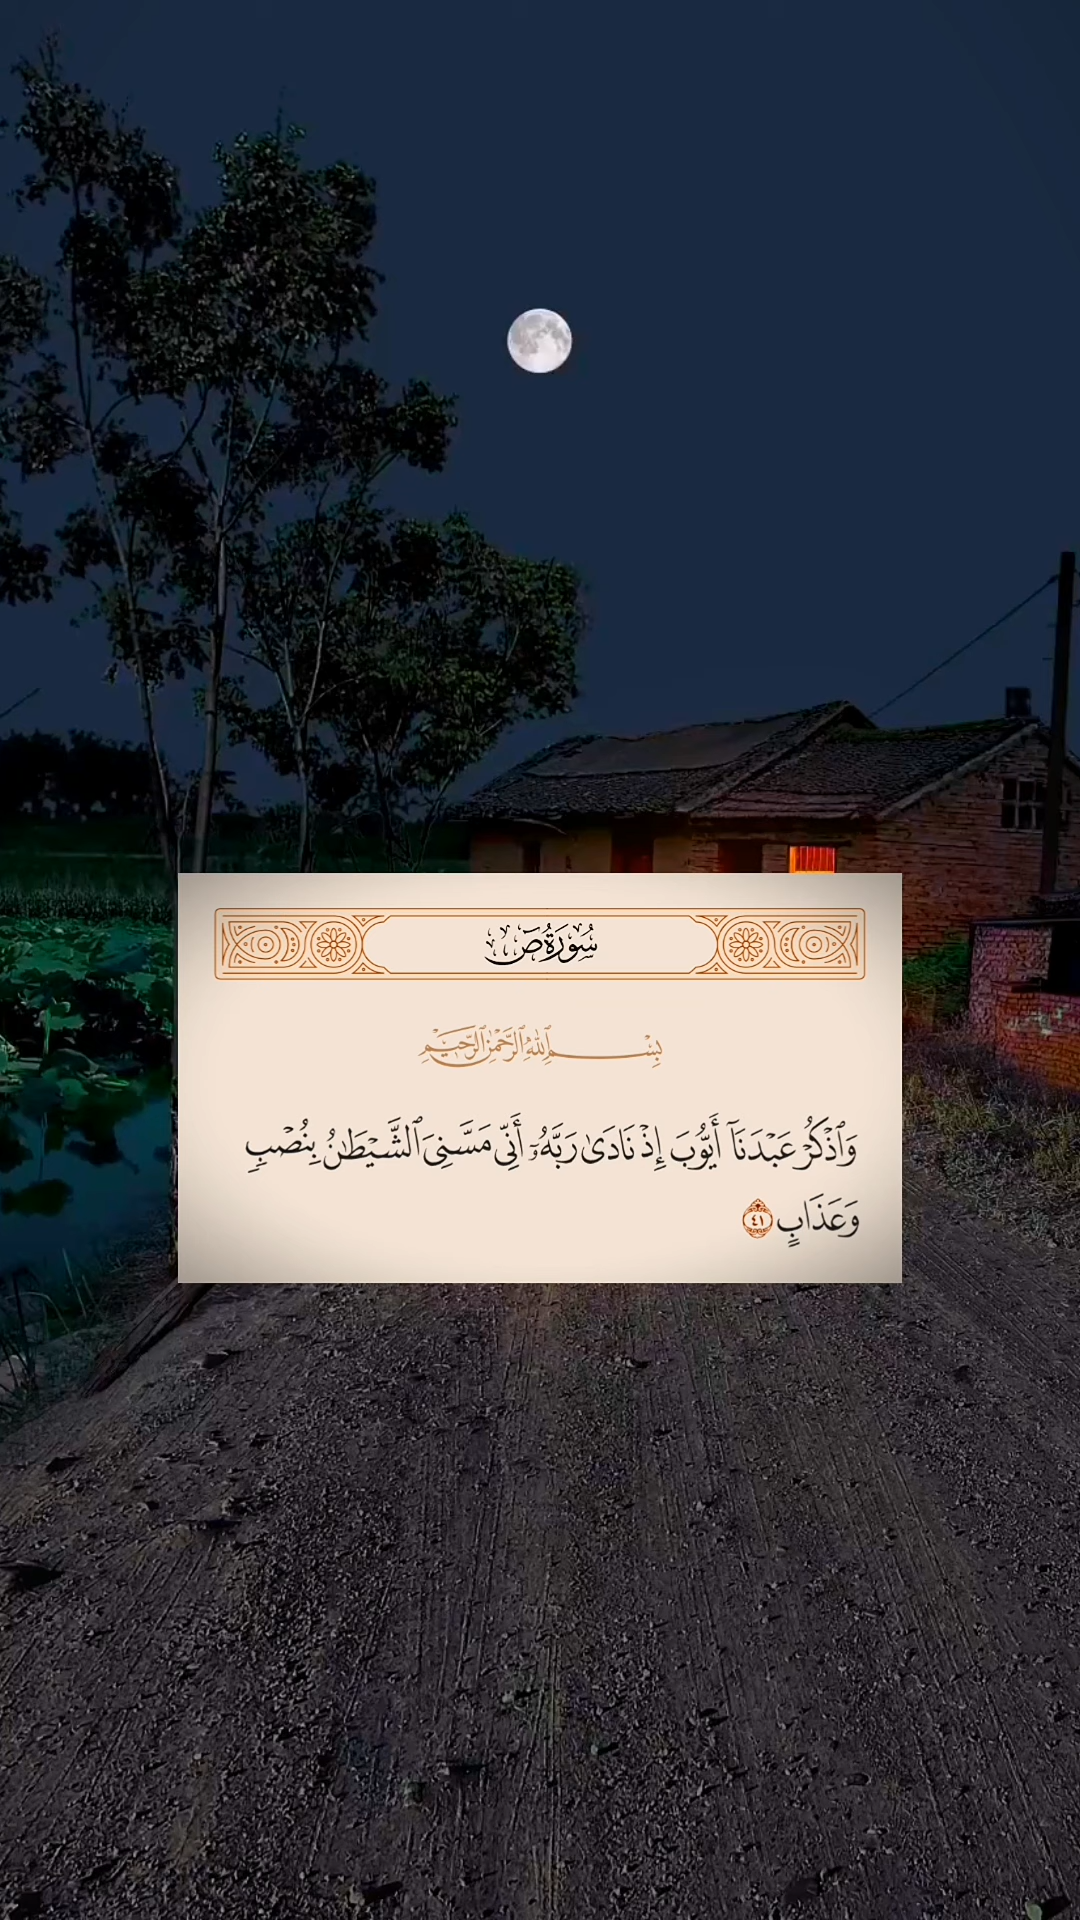 سُورَةُ صٓ
بِسْمِ ٱللَّهِ ٱلرَّحْمَٰنِ ٱلرَّحِيمِ
وَٱذْكُرْ عَبْدَنَآ أَيُّوبَ إِذْ نَادَىٰ رَبَّهُۥٓ أَنِّى مَسَّنِىَ ٱلشَّيْطَٰنُ بِنُصْبٍ
وَعَذَابٍ ٤١